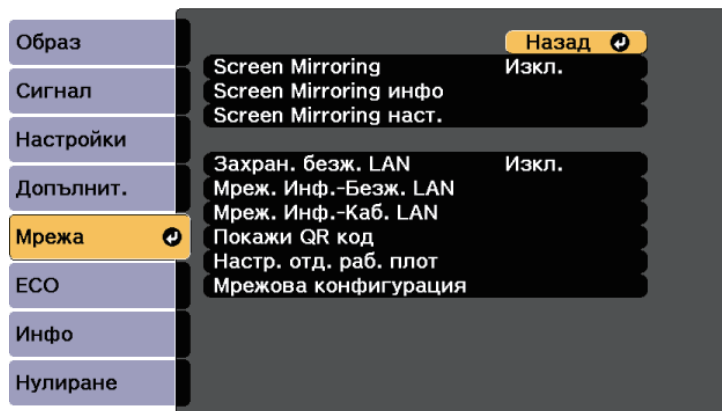 Образ
Сигнал
Настройки
Допълнит.
Мрежа
ECO
Инфо
Нулиране
Назад
Screen Mirroring Изкл.
Screen Mirroring инфо
Screen Mirroring наст.
Захран. безж. LAN Изкл.
Мреж. Инф.-Безж. LAN
Мреж. Инф.-Каб. LAN
Покажи QR код
Настр. отд. раб. плот
Мрежова конфигурация